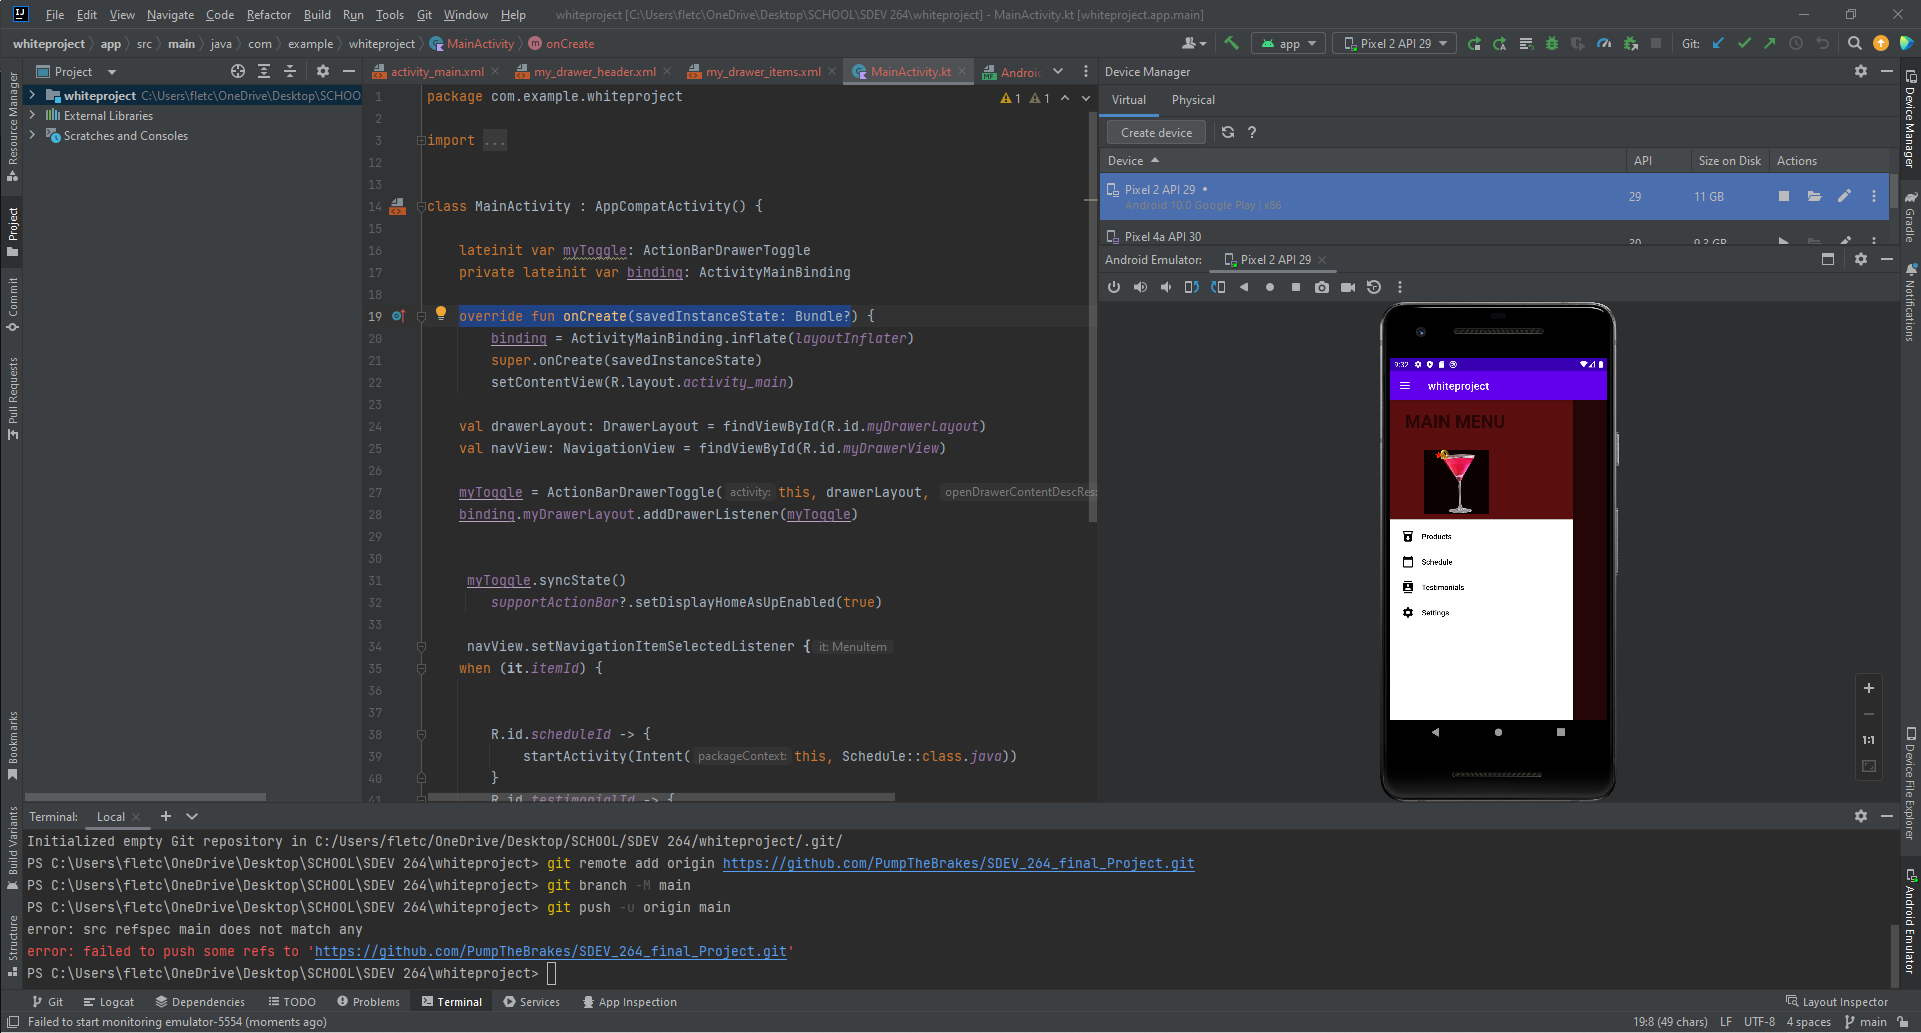 File Edit View Navigate Code Refactor Build Run Tools Git Window Help whiteproject [C:\Users\fletc\OneDrive\Desktop\SCHOOL\SDEV 264\whiteproject] - MainActivity.kt [whiteproject.app.main]
whiteproject app src main java com example whiteproject MainActivity onCreate app Pixel 2 API 29 Git:
Project
activity_main.xml my_drawer_header.xml my_drawer_items.xml MainActivity.kt Androi
Device Manager
whiteproject C:\Users\fletc\OneDrive\Desktop\SCHOO
External Libraries
Scratches and Consoles
1 package com.example.whiteproject
1 1
2
3 import ...
12
13
14 class MainActivity : AppCompatActivity() {
15
16 lateinit var myToggle: ActionBarDrawerToggle
17 private lateinit var binding: ActivityMainBinding
18
19 override fun onCreate(savedInstanceState: Bundle?) {
20 binding = ActivityMainBinding.inflate(layoutInflater)
21 super.onCreate(savedInstanceState)
22 setContentView(R.layout.activity_main)
23
24 val drawerLayout: DrawerLayout = findViewById(R.id.myDrawerLayout)
25 val navView: NavigationView = findViewById(R.id.myDrawerView)
26
27 myToggle = ActionBarDrawerToggle( activity: this, drawerLayout, openDrawerContentDescRes:
28 binding.myDrawerLayout.addDrawerListener(myToggle)
29
30
31 myToggle.syncState()
32 supportActionBar?.setDisplayHomeAsUpEnabled(true)
33
34 navView.setNavigationItemSelectedListener { it: MenuItem
35 when (it.itemId) {
36
37
38 R.id.scheduleId -> {
39 startActivity(Intent( packageContext: this, Schedule::class.java))
40 }
41 R.id.testimonialId -> {
Virtual Physical
Create device
Device API Size on Disk Actions
Pixel 2 API 29
Android 10.0 Google Play | x86
29 11 GB
Pixel 4a API 30 30 9.3 GB
Android Emulator: Pixel 2 API 29
9:32
whiteproject
MAIN MENU
Products
Schedule
Testimonials
Settings
1:1
Resource Manager
Project
Commit
Pull Requests
Bookmarks
Build Variants
Structure
Device Manager
Gradle
Notifications
Device File Explorer
Android Emulator
Terminal: Local
Initialized empty Git repository in C:/Users/fletc/OneDrive/Desktop/SCHOOL/SDEV 264/whiteproject/.git/
PS C:\Users\fletc\OneDrive\Desktop\SCHOOL\SDEV 264\whiteproject> git remote add origin https://github.com/PumpTheBrakes/SDEV_264_final_Project.git
PS C:\Users\fletc\OneDrive\Desktop\SCHOOL\SDEV 264\whiteproject> git branch -M main
PS C:\Users\fletc\OneDrive\Desktop\SCHOOL\SDEV 264\whiteproject> git push -u origin main
error: src refspec main does not match any
error: failed to push some refs to 'https://github.com/PumpTheBrakes/SDEV_264_final_Project.git'
PS C:\Users\fletc\OneDrive\Desktop\SCHOOL\SDEV 264\whiteproject>
Git Logcat Dependencies TODO Problems Terminal Services App Inspection Layout Inspector
Failed to start monitoring emulator-5554 (moments ago) 19:8 (49 chars) LF UTF-8 4 spaces main